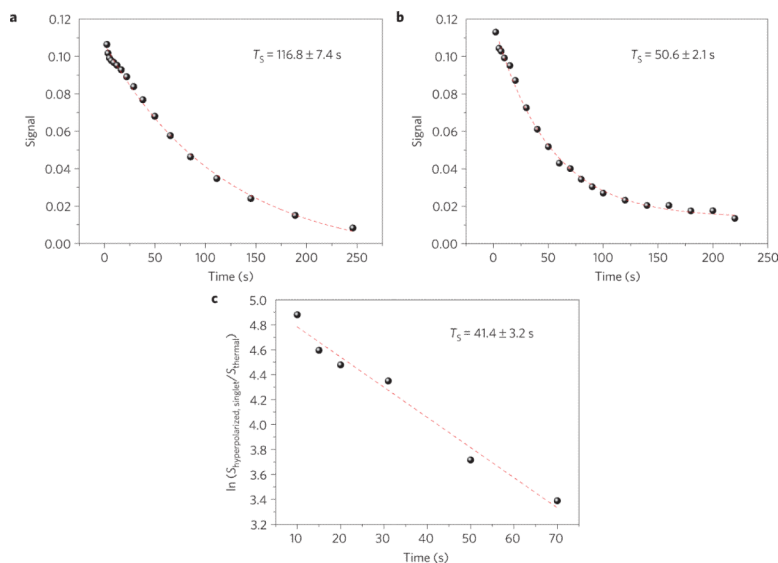 a
0.12
0.10
0.08
0.06
0.04
0.02
0.00
Signal
T_S = 116.8 ± 7.4 s
0 50 100 150 200 250
Time (s)
b
0.12
0.10
0.08
0.06
0.04
0.02
0.00
Signal
T_S = 50.6 ± 2.1 s
0 50 100 150 200 250
Time (s)
c
5.0
4.8
4.6
4.4
4.2
4.0
3.8
3.6
3.4
3.2
ln (S_hyperpolarized, singlet/S_thermal)
T_S = 41.4 ± 3.2 s
10 20 30 40 50 60 70
Time (s)